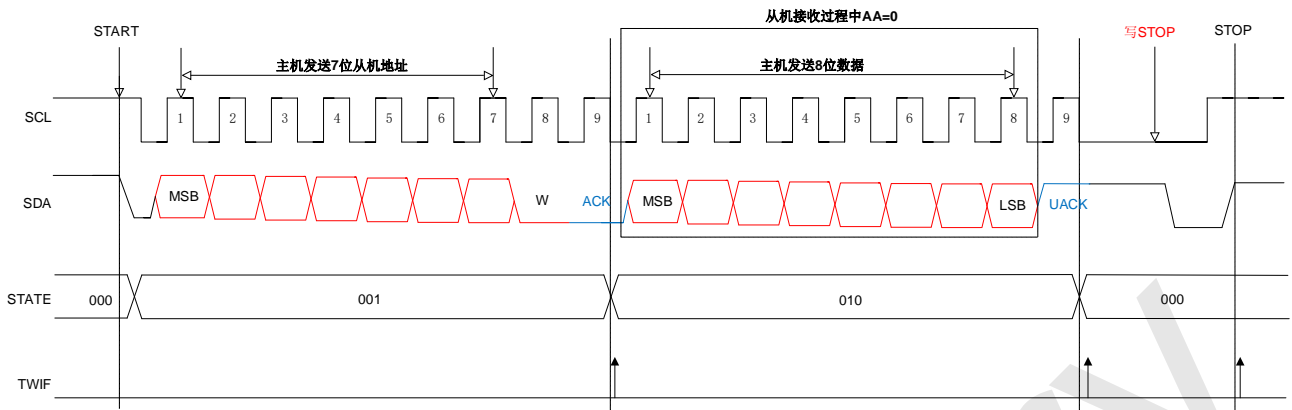 从机接收过程中AA=0
START
写STOP
STOP
主机发送7位从机地址
主机发送8位数据
SCL
1 2 3 4 5 6 7 8 9 1 2 3 4 5 6 7 8 9
SDA
MSB W ACK MSB LSB UACK
STATE 000 001 010 000
TWIF